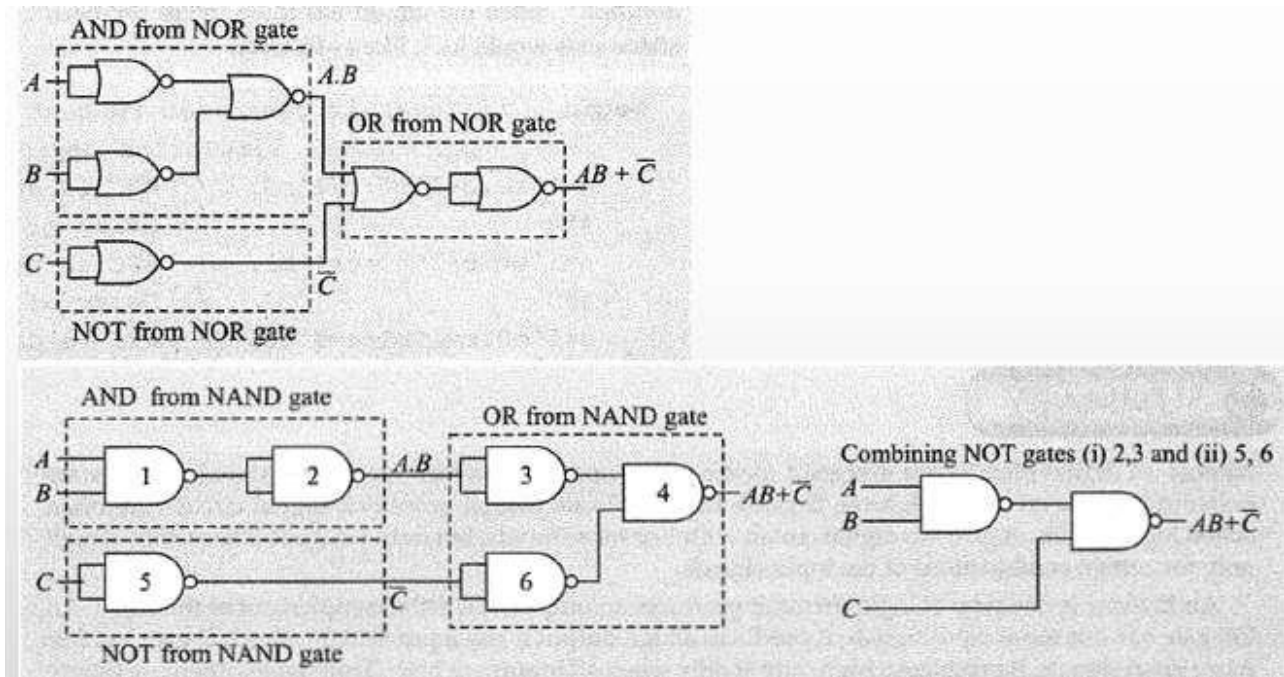 AND from NOR gate
A
A.B
OR from NOR gate
B
AB + C̅
C
C̅
NOT from NOR gate
AND from NAND gate
OR from NAND gate
Combining NOT gates (i) 2,3 and (ii) 5, 6
A
B
1
2
A.B
3
4
AB+C̅
C
5
C̅
6
NOT from NAND gate
A
B
AB+C̅
C